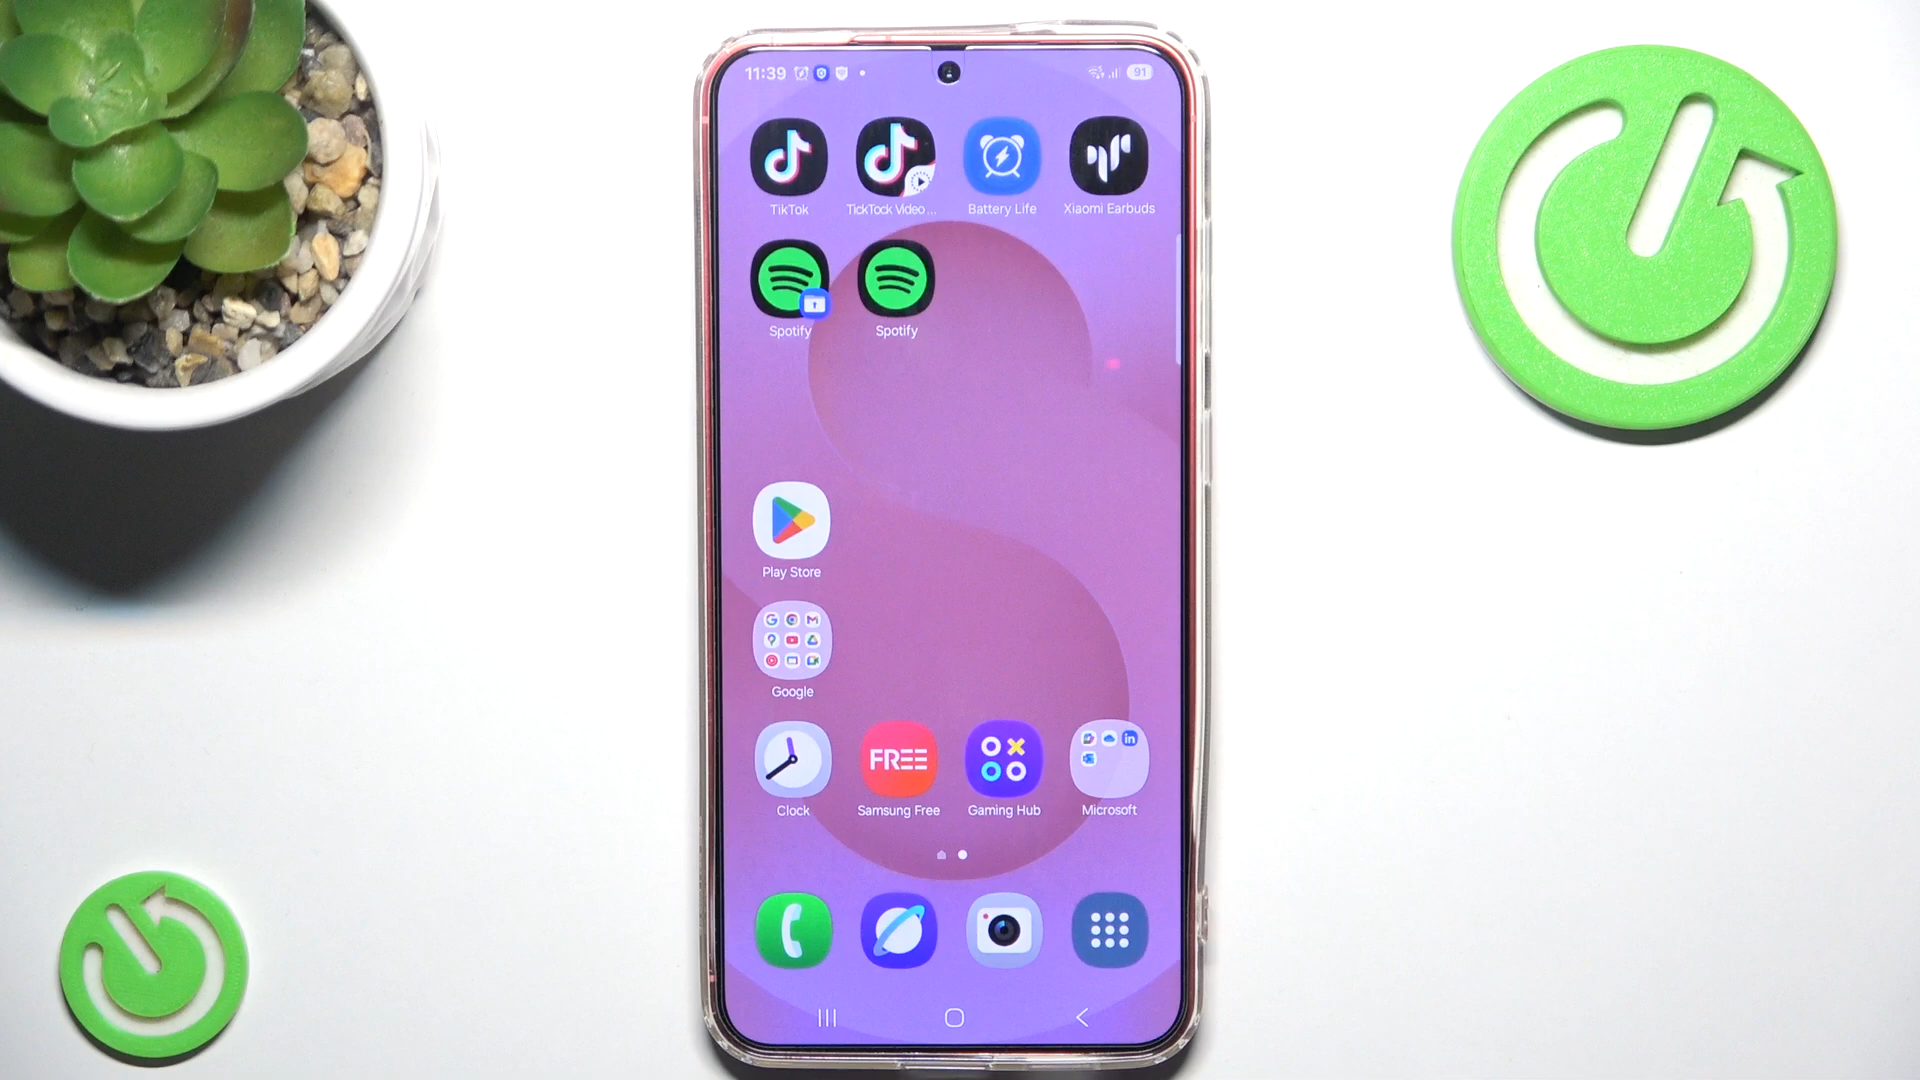 11:39 91
TikTok TickTock Video ... Battery Life Xiaomi Earbuds
Spotify Spotify
Play Store
Google
FREE
Clock Samsung Free Gaming Hub Microsoft